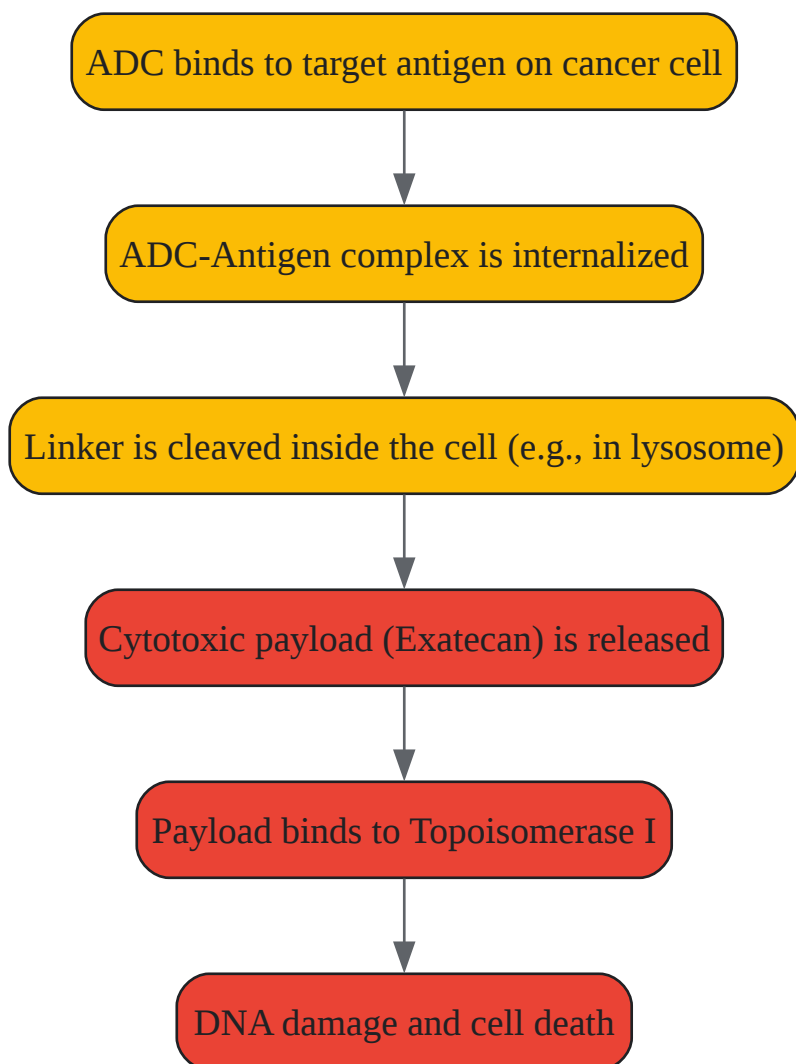 ADC binds to target antigen on cancer cell
ADC-Antigen complex is internalized
Linker is cleaved inside the cell (e.g., in lysosome)
Cytotoxic payload (Exatecan) is released
Payload binds to Topoisomerase I
DNA damage and cell death